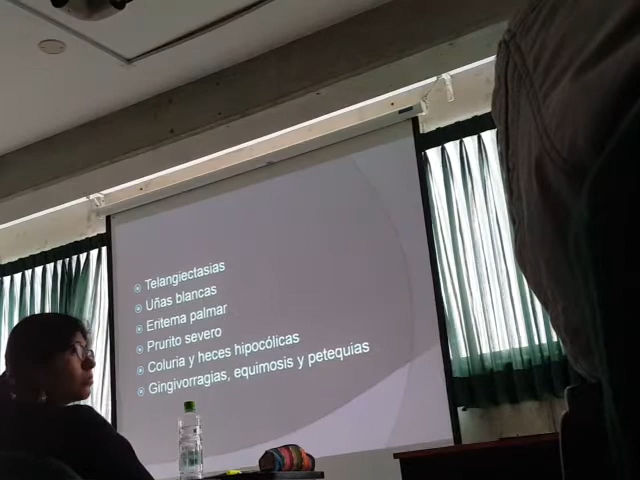 Telangiectasias
Uñas blancas
Eritema palmar
Prurito severo
Coluria y heces hipocólicas
Gingivorragias, equimosis y petequias